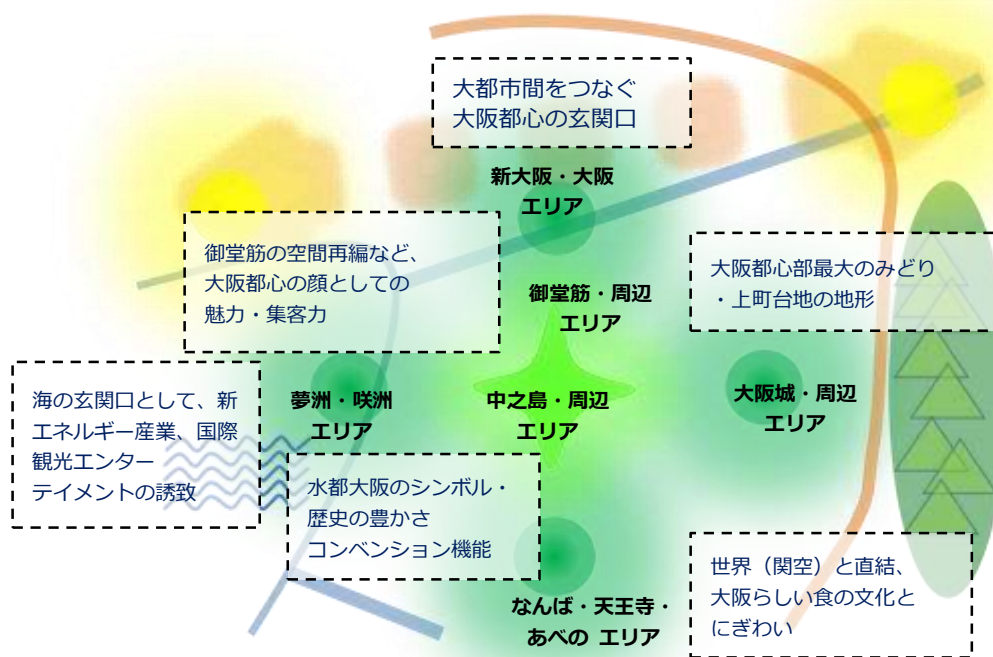 大都市間をつなぐ
大阪都心の玄関口
新大阪・大阪
エリア
御堂筋の空間再編など、
大阪都心の顔としての
魅力・集客力
御堂筋・周辺
エリア
大阪都心部最大のみどり
・上町台地の地形
海の玄関口として、新
エネルギー産業、国際
観光エンター
テイメントの誘致
夢洲・咲洲
エリア
中之島・周辺
エリア
大阪城・周辺
エリア
水都大阪のシンボル・
歴史の豊かさ
コンベンション機能
なんば・天王寺・
あべの エリア
世界（関空）と直結、
大阪らしい食の文化と
にぎわい